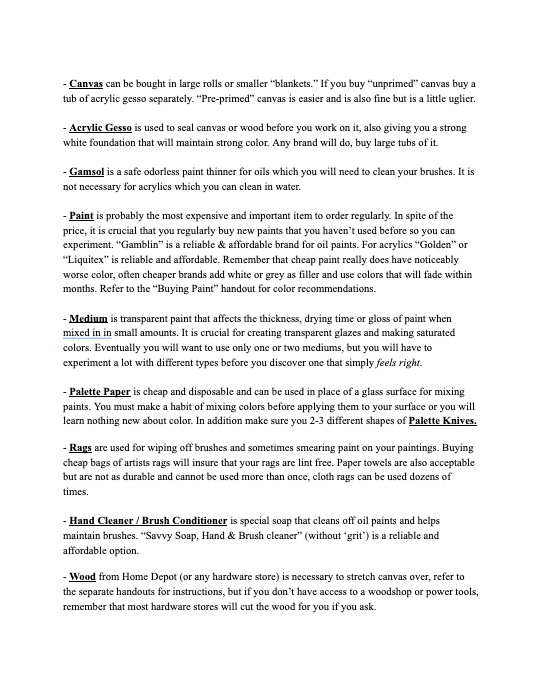 - Canvas can be bought in large rolls or smaller “blankets.” If you buy “unprimed” canvas buy a
tub of acrylic gesso separately. “Pre-primed” canvas is easier and is also fine but is a little uglier.
- Acrylic Gesso is used to seal canvas or wood before you work on it, also giving you a strong
white foundation that will maintain strong color. Any brand will do, buy large tubs of it.
- Gamsol is a safe odorless paint thinner for oils which you will need to clean your brushes. It is
not necessary for acrylics which you can clean in water.
- Paint is probably the most expensive and important item to order regularly. In spite of the
price, it is crucial that you regularly buy new paints that you haven’t used before so you can
experiment. “Gamblin” is a reliable & affordable brand for oil paints. For acrylics “Golden” or
“Liquitex” is reliable and affordable. Remember that cheap paint really does have noticeably
worse color, often cheaper brands add white or grey as filler and use colors that will fade within
months. Refer to the “Buying Paint” handout for color recommendations.
- Medium is transparent paint that affects the thickness, drying time or gloss of paint when
mixed in in small amounts. It is crucial for creating transparent glazes and making saturated
colors. Eventually you will want to use only one or two mediums, but you will have to
experiment a lot with different types before you discover one that simply feels right.
- Palette Paper is cheap and disposable and can be used in place of a glass surface for mixing
paints. You must make a habit of mixing colors before applying them to your surface or you will
learn nothing new about color. In addition make sure you 2-3 different shapes of Palette Knives.
- Rags are used for wiping off brushes and sometimes smearing paint on your paintings. Buying
cheap bags of artists rags will insure that your rags are lint free. Paper towels are also acceptable
but are not as durable and cannot be used more than once, cloth rags can be used dozens of
times.
- Hand Cleaner / Brush Conditioner is special soap that cleans off oil paints and helps
maintain brushes. “Savvy Soap, Hand & Brush cleaner” (without ‘grit’) is a reliable and
affordable option.
- Wood from Home Depot (or any hardware store) is necessary to stretch canvas over, refer to
the separate handouts for instructions, but if you don’t have access to a woodshop or power tools,
remember that most hardware stores will cut the wood for you if you ask.